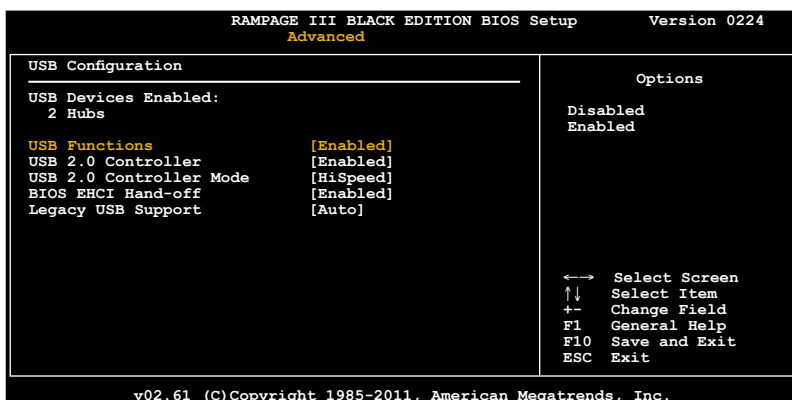 RAMPAGE III BLACK EDITION BIOS Setup Version 0224
Advanced
USB Configuration
USB Devices Enabled:
2 Hubs
USB Functions [Enabled]
USB 2.0 Controller [Enabled]
USB 2.0 Controller Mode [HiSpeed]
BIOS EHCI Hand-off [Enabled]
Legacy USB Support [Auto]
Options
Disabled
Enabled
←→ Select Screen
↑↓ Select Item
+- Change Field
F1 General Help
F10 Save and Exit
ESC Exit
v02.61 (C)Copyright 1985-2011, American Megatrends, Inc.